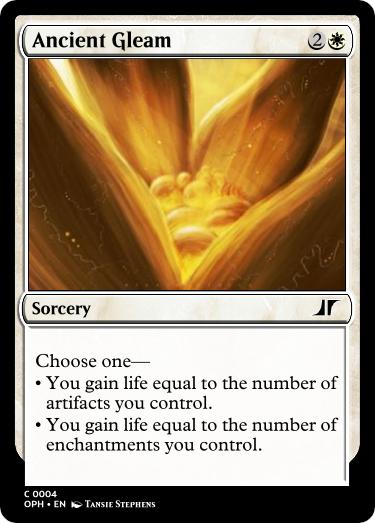 Ancient Gleam 2
Sorcery
Choose one—
• You gain life equal to the number of
artifacts you control.
• You gain life equal to the number of
enchantments you control.
C 0004
OPH • EN Tansie Stephens